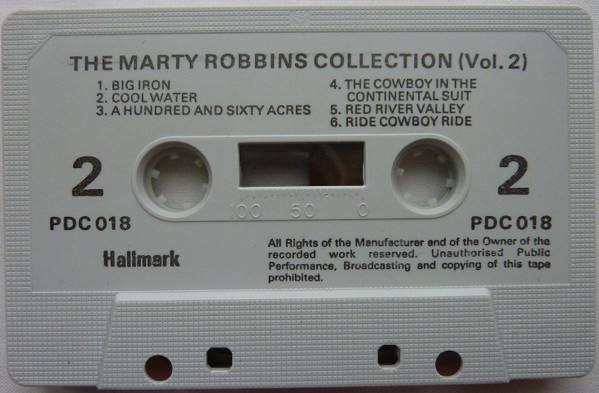 THE MARTY ROBBINS COLLECTION (Vol. 2)
1. BIG IRON
2. COOL WATER
3. A HUNDRED AND SIXTY ACRES
4. THE COWBOY IN THE
CONTINENTAL SUIT
5. RED RIVER VALLEY
6. RIDE COWBOY RIDE
2
2
100 50 0
PDC 018
PDC 018
Hallmark
All Rights of the Manufacturer and of the Owner of the
recorded work reserved. Unauthorised Public
Performance, Broadcasting and copying of this tape
prohibited.